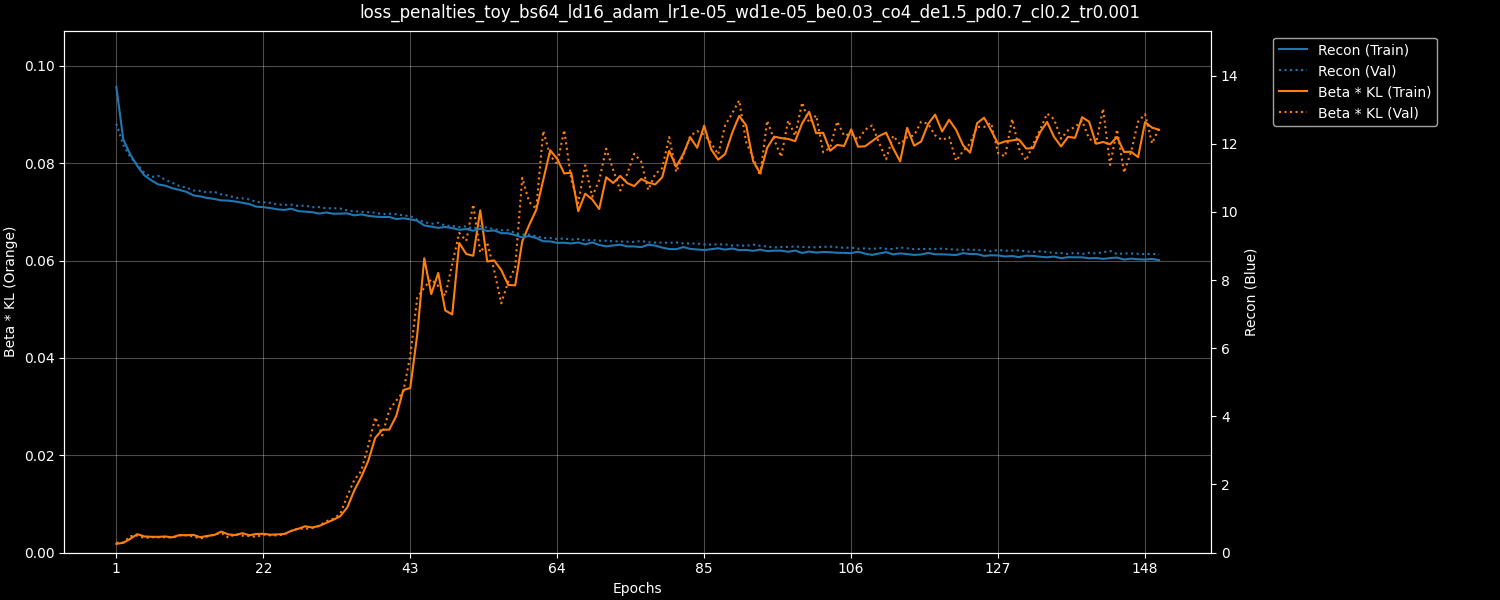 loss_penalties_toy_bs64_ld16_adam_lr1e-05_wd1e-05_be0.03_co4_de1.5_pd0.7_cl0.2_tr0.001
Beta * KL (Orange)
0.10
0.08
0.06
0.04
0.02
0.00
1
22
43
64
85
106
127
148
Epochs
14
12
10
8
6
4
2
0
Recon (Blue)
Recon (Train)
Recon (Val)
Beta * KL (Train)
Beta * KL (Val)